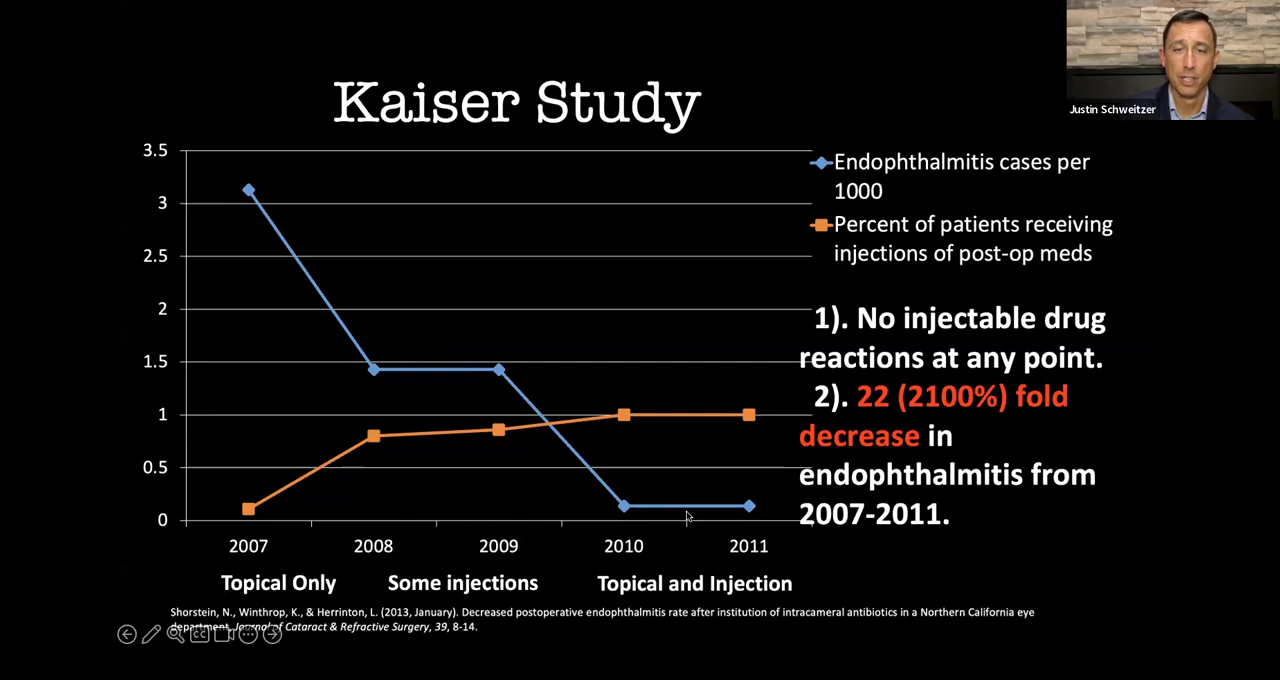 Justin Schweitzer
Kaiser Study
3.5
3
2.5
2
1.5
1
0.5
0
2007
2008
2009
2010
2011
Topical Only
Some injections
Topical and Injection
Endophthalmitis cases per
1000
Percent of patients receiving
injections of post-op meds
1). No injectable drug
reactions at any point.
2). 22 (2100%) fold
decrease in
endophthalmitis from
2007-2011.
Shorstein, N., Winthrop, K., & Herrinton, L. (2013, January). Decreased postoperative endophthalmitis rate after institution of intracameral antibiotics in a Northern California eye
department. Journal of Cataract & Refractive Surgery, 39, 8-14.
CC